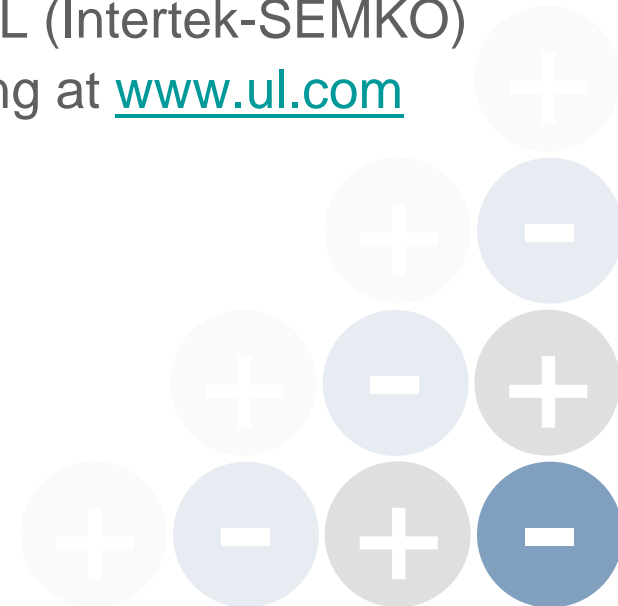 L (Intertek-SEMKO)
ng at www.ul.com
+
+ -
+ - +
+ - + -